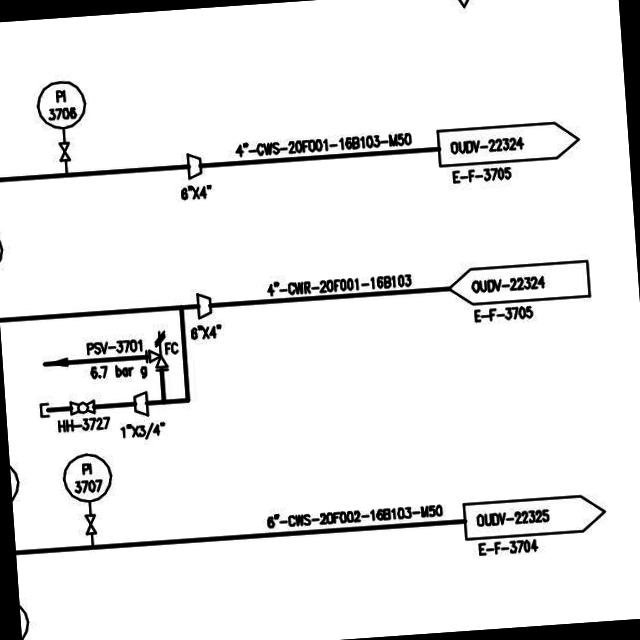 PI
3706
4"-CWS-20F001-16B103-M50
OUDV-22324
6"X4"
E-F-3705
4"-CWR-20F001-16B103
OUDV-22324
6"X4"
E-F-3705
PSV-3701
FC
6.7 bar g
HH-3727
1"X3/4"
PI
3707
6"-CWS-20F002-16B103-M50
OUDV-22325
E-F-3704